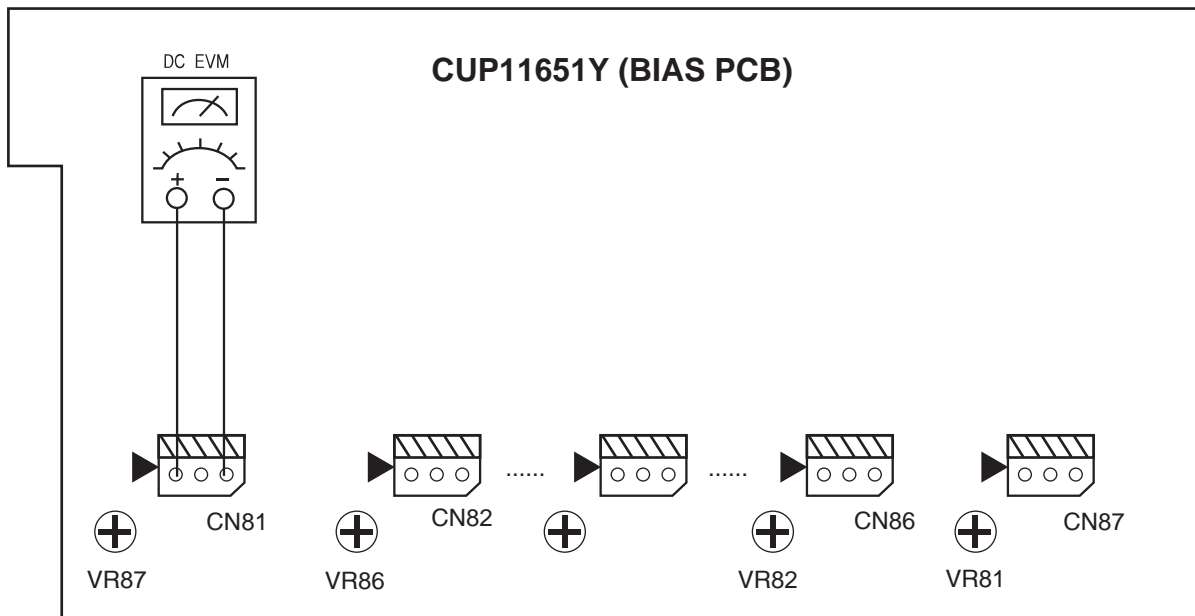 DC EVM
CUP11651Y (BIAS PCB)
+ −
...... ......
CN81 CN82 CN86 CN87
VR87 VR86 VR82 VR81